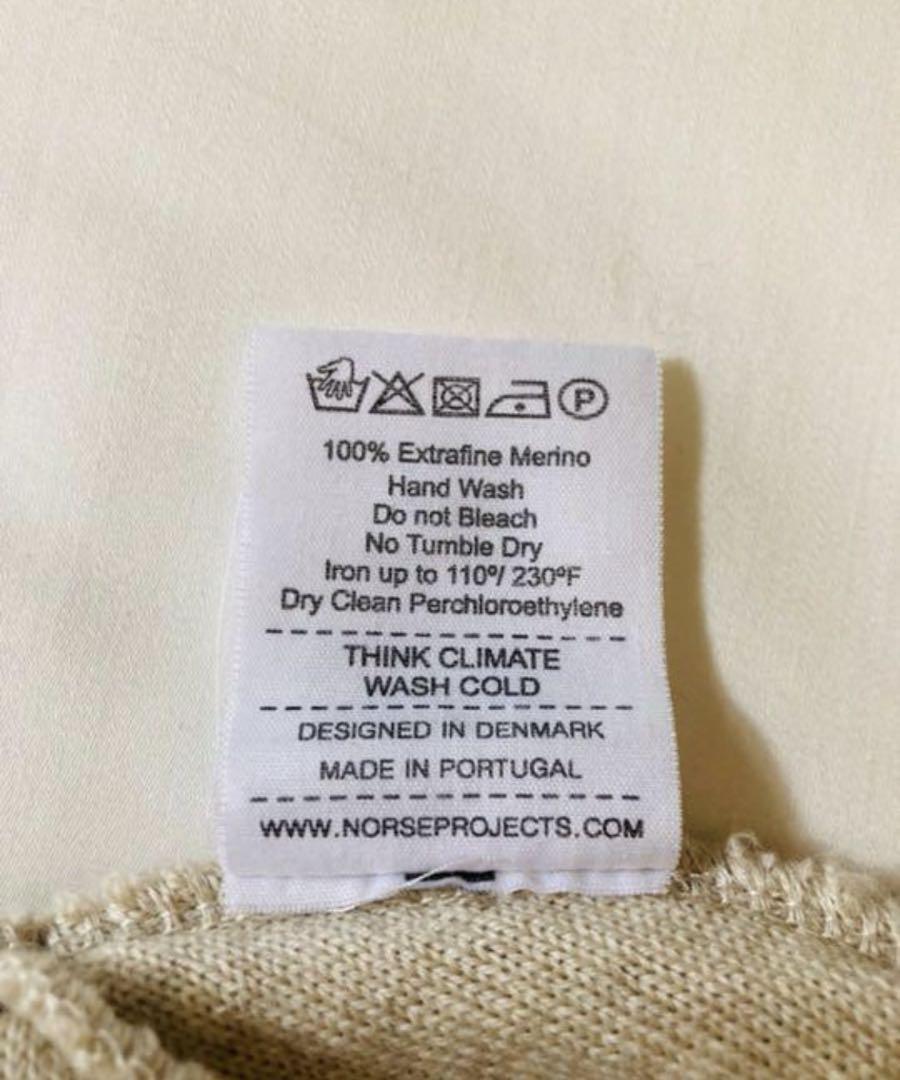 P
100% Extrafine Merino
Hand Wash
Do not Bleach
No Tumble Dry
Iron up to 110º/ 230ºF
Dry Clean Perchloroethylene
THINK CLIMATE
WASH COLD
DESIGNED IN DENMARK
MADE IN PORTUGAL
WWW.NORSEPROJECTS.COM